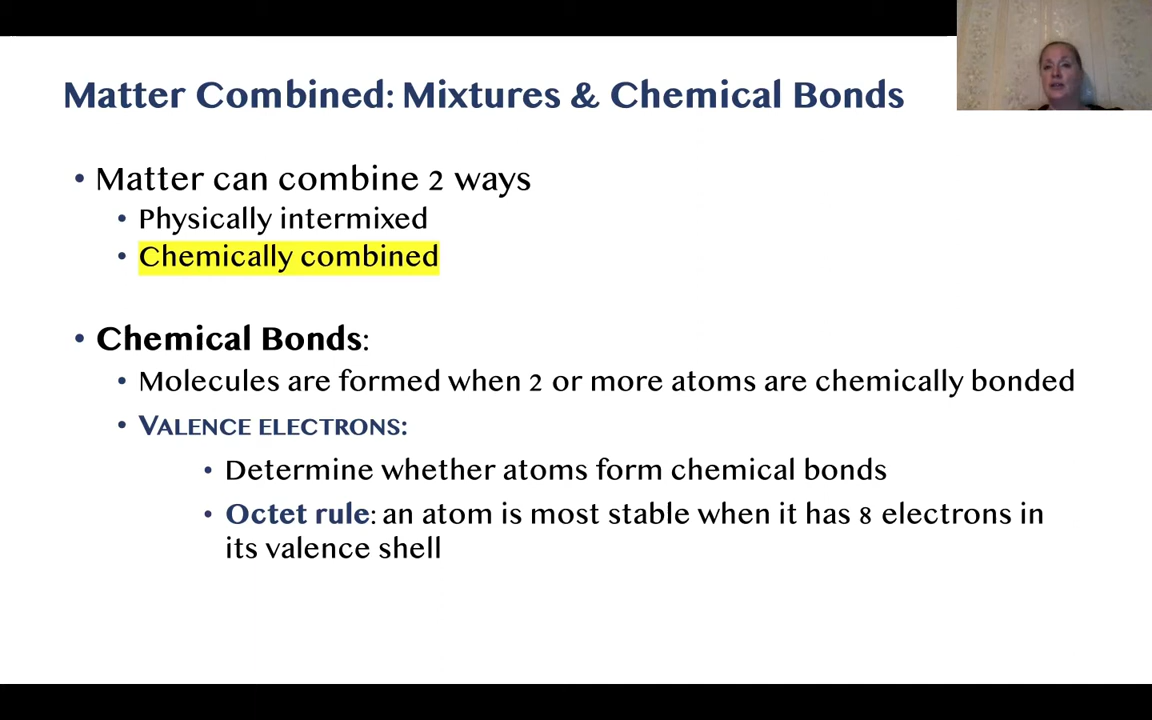 Matter Combined: Mixtures & Chemical Bonds
• Matter can combine 2 ways
• Physically intermixed
• Chemically combined
• Chemical Bonds:
• Molecules are formed when 2 or more atoms are chemically bonded
• VALENCE ELECTRONS:
• Determine whether atoms form chemical bonds
• Octet rule: an atom is most stable when it has 8 electrons in
its valence shell